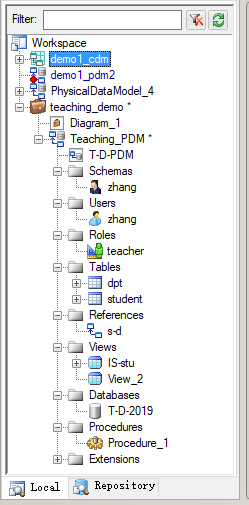 Filter:
Workspace
demo1_cdm
demo1_pdm2
PhysicalDataModel_4
teaching_demo *
Diagram_1
Teaching_PDM *
T-D-PDM
Schemas
zhang
Users
zhang
Roles
teacher
Tables
dpt
student
References
s-d
Views
IS-stu
View_2
Databases
T-D-2019
Procedures
Procedure_1
Extensions
Local Repository